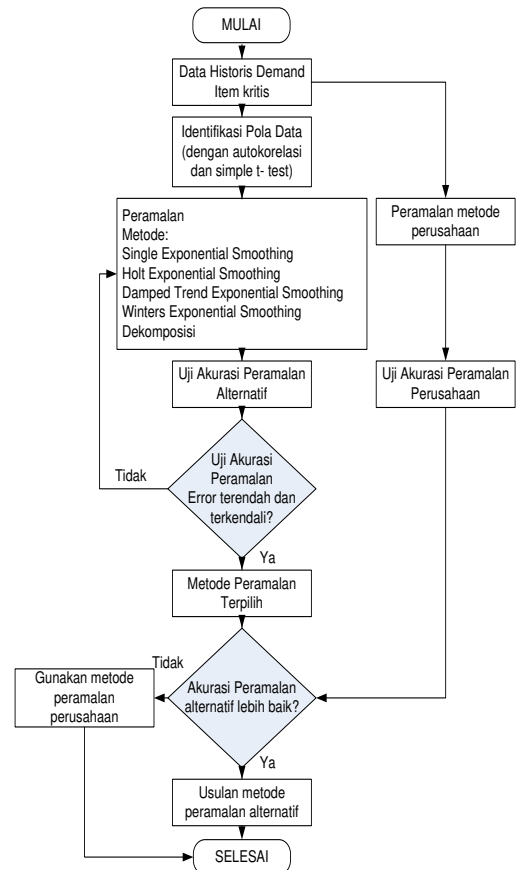 MULAI
Data Historis Demand
Item kritis
Identifikasi Pola Data
(dengan autokorelasi
dan simple t- test)
Peramalan
Metode:
Single Exponential Smoothing
Holt Exponential Smoothing
Damped Trend Exponential Smoothing
Winters Exponential Smoothing
Dekomposisi
Peramalan metode
perusahaan
Uji Akurasi Peramalan
Alternatif
Uji Akurasi Peramalan
Perusahaan
Uji Akurasi
Peramalan
Error terendah dan
terkendali?
Tidak
Ya
Metode Peramalan
Terpilih
Akurasi Peramalan
alternatif lebih baik?
Tidak
Gunakan metode
peramalan
perusahaan
Ya
Usulan metode
peramalan alternatif
SELESAI